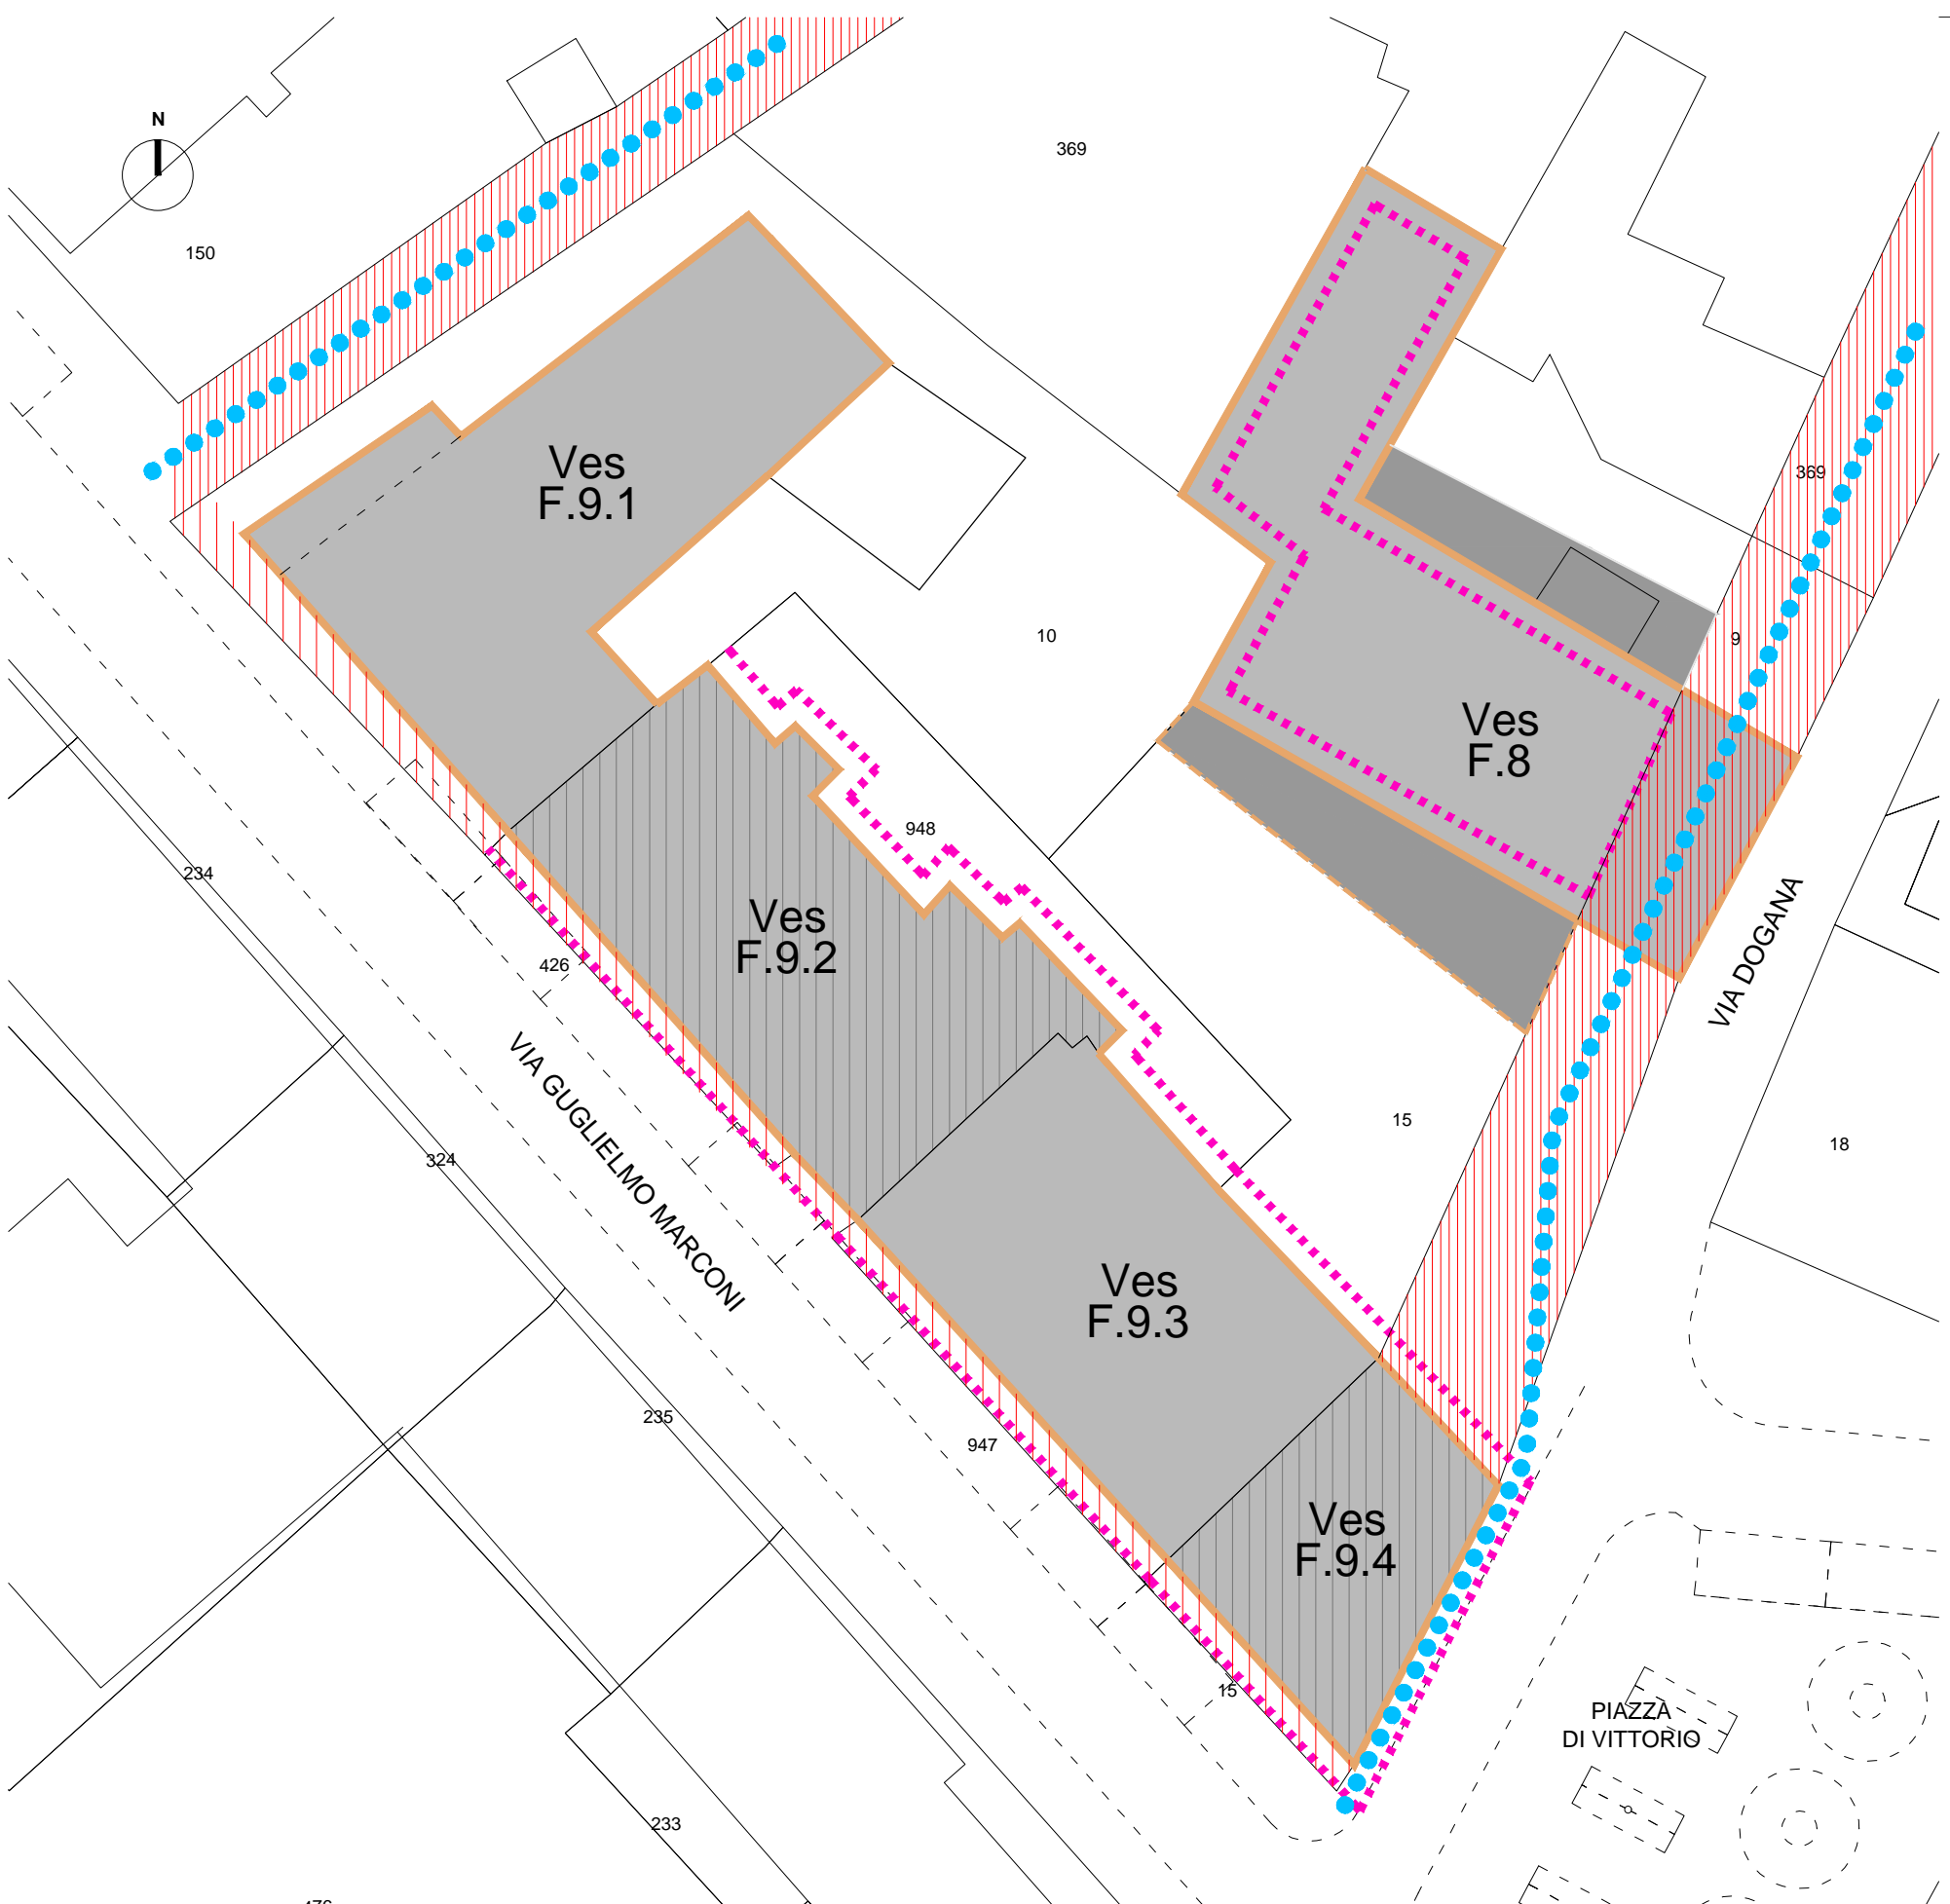 N
369
150
Ves
F.9.1
369
9
10
Ves
F.8
948
234
Ves
F.9.2
VIA DOGANA
426
15
18
324
VIA GUGLIELMO MARCONI
Ves
F.9.3
235
947
Ves
F.9.4
15
PIAZZA
DI VITTORIO
233